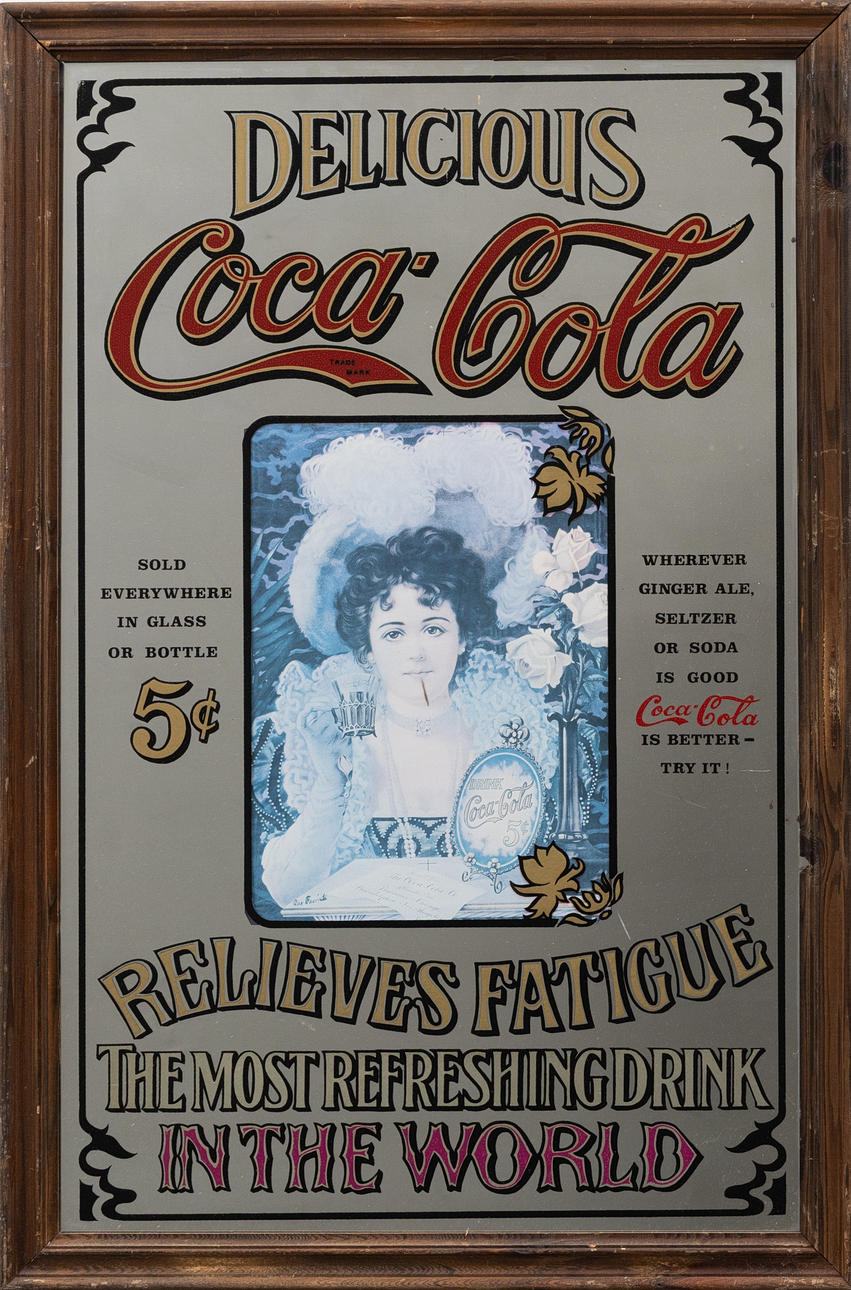 DELICIOUS
Coca-Cola
TRADE
MARK
SOLD
EVERYWHERE
IN GLASS
OR BOTTLE
5¢
WHEREVER
GINGER ALE,
SELTZER
OR SODA
IS GOOD
Coca-Cola
IS BETTER –
TRY IT!
DRINK
Coca-Cola
5¢
RELIEVES FATIGUE
THE MOST REFRESHING DRINK
IN THE WORLD